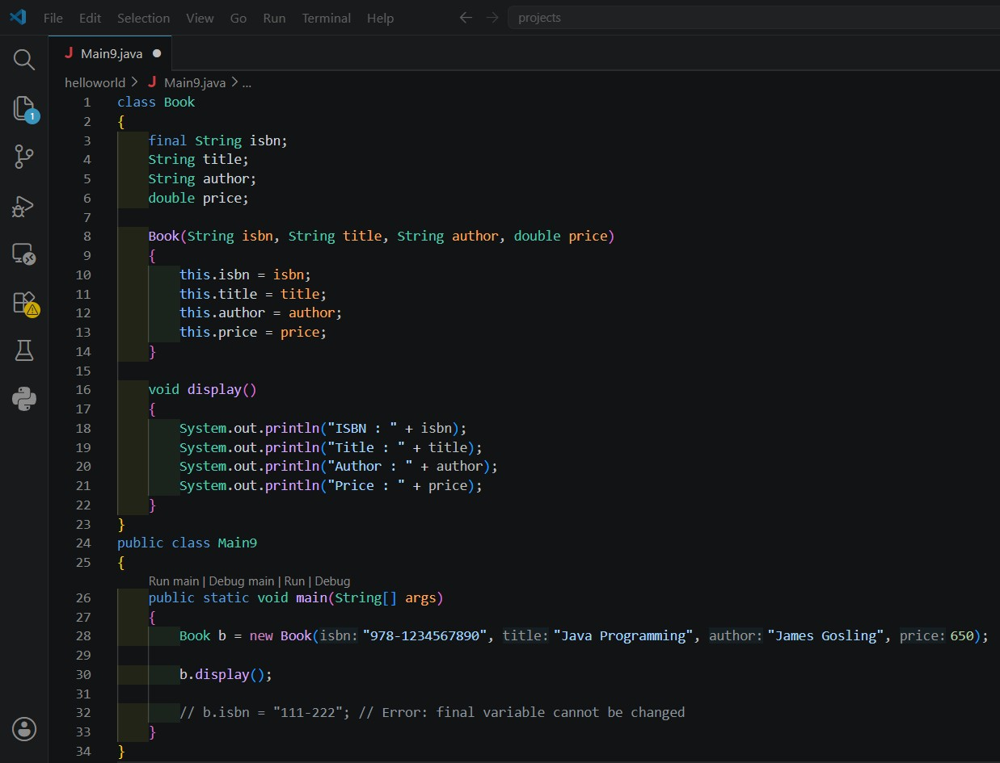 File Edit Selection View Go Run Terminal Help projects
Main9.java
helloworld > Main9.java > ...
1 class Book
2 {
3 final String isbn;
4 String title;
5 String author;
6 double price;
7
8 Book(String isbn, String title, String author, double price)
9 {
10 this.isbn = isbn;
11 this.title = title;
12 this.author = author;
13 this.price = price;
14 }
15
16 void display()
17 {
18 System.out.println("ISBN : " + isbn);
19 System.out.println("Title : " + title);
20 System.out.println("Author : " + author);
21 System.out.println("Price : " + price);
22 }
23 }
24 public class Main9
25 {
Run main | Debug main | Run | Debug
26 public static void main(String[] args)
27 {
28 Book b = new Book(isbn: "978-1234567890", title: "Java Programming", author: "James Gosling", price: 650);
29
30 b.display();
31
32 // b.isbn = "111-222"; // Error: final variable cannot be changed
33 }
34 }
1